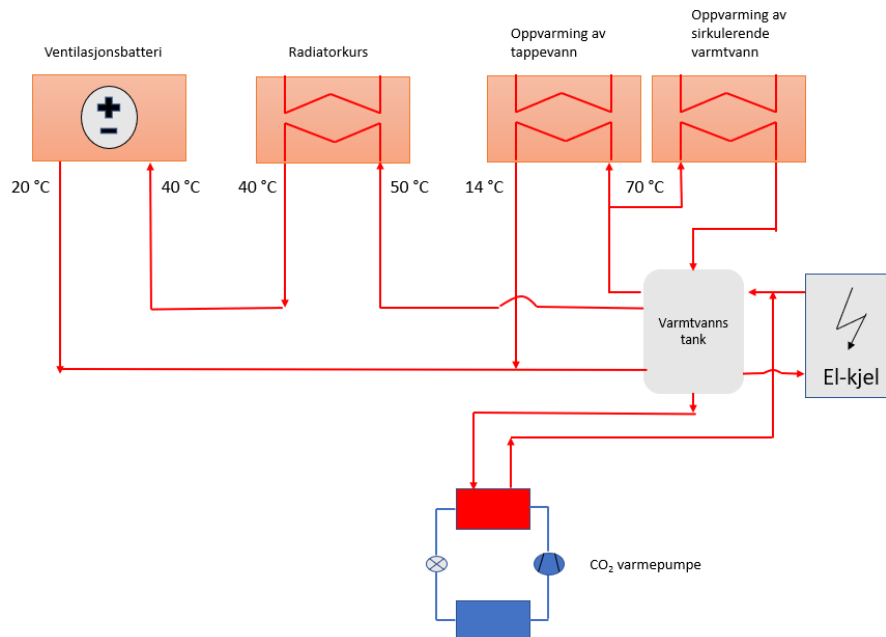 Ventilasjonsbatteri
Radiatorkurs
Oppvarming av
tappevann
Oppvarming av
sirkulerende
varmtvann
20 °C
40 °C
40 °C
50 °C
14 °C
70 °C
Varmtvanns
tank
El-kjel
CO₂ varmepumpe